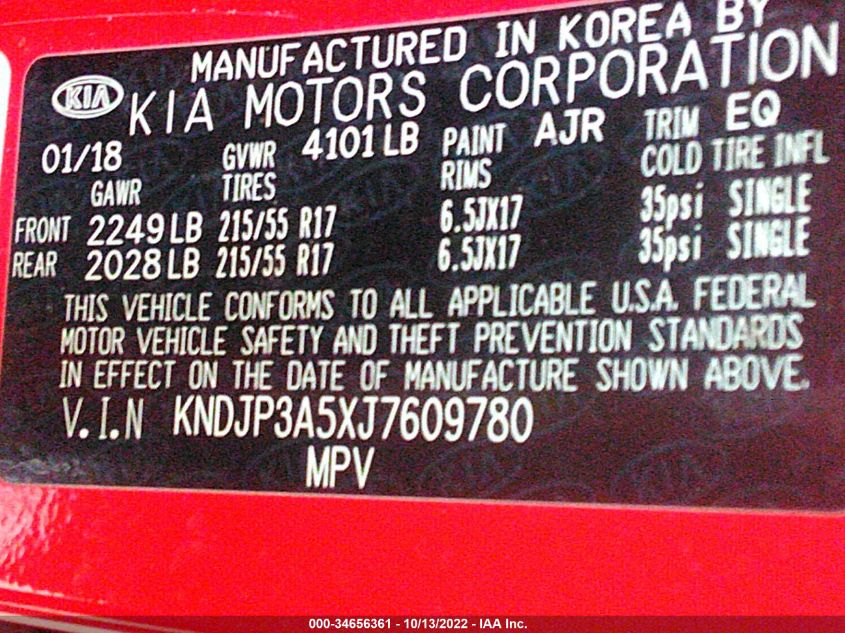 MANUFACTURED IN KOREA BY
KIA KIA MOTORS CORPORATION
01/18 GVWR 4101 LB PAINT AJR TRIM EQ
GAWR TIRES RIMS COLD TIRE INFL
FRONT 2249 LB 215/55 R17 6.5JX17 35psi SINGLE
REAR 2028 LB 215/55 R17 6.5JX17 35psi SINGLE
THIS VEHICLE CONFORMS TO ALL APPLICABLE U.S.A. FEDERAL
MOTOR VEHICLE SAFETY AND THEFT PREVENTION STANDARDS
IN EFFECT ON THE DATE OF MANUFACTURE SHOWN ABOVE.
V.I.N KNDJP3A5XJ7609780
MPV
000-34656361 - 10/13/2022 - IAA Inc.